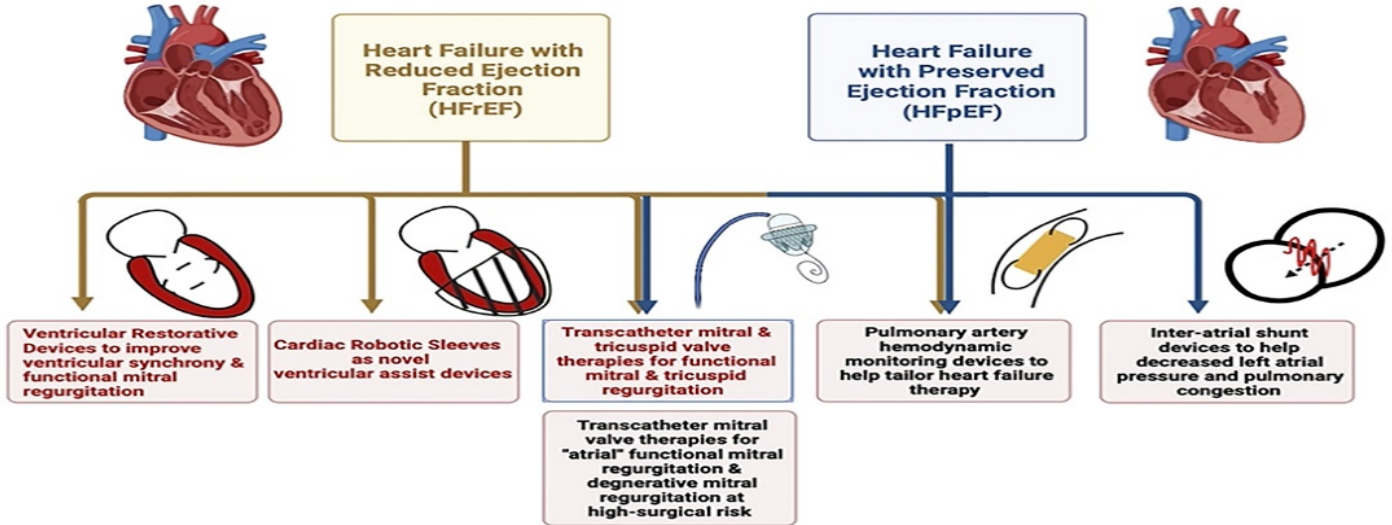 Heart Failure with
Reduced Ejection
Fraction
(HFrEF)
Heart Failure
with Preserved
Ejection Fraction
(HFpEF)
Ventricular Restorative
Devices to improve
ventricular synchrony &
functional mitral
regurgitation
Cardiac Robotic Sleeves
as novel
ventricular assist devices
Transcatheter mitral &
tricuspid valve
therapies for functional
mitral & tricuspid
regurgitation
Pulmonary artery
hemodynamic
monitoring devices to
help tailor heart failure
therapy
Inter-atrial shunt
devices to help
decreased left atrial
pressure and pulmonary
congestion
Transcatheter mitral
valve therapies for
"atrial" functional mitral
regurgitation &
degnerative mitral
regurgitation at
high-surgical risk